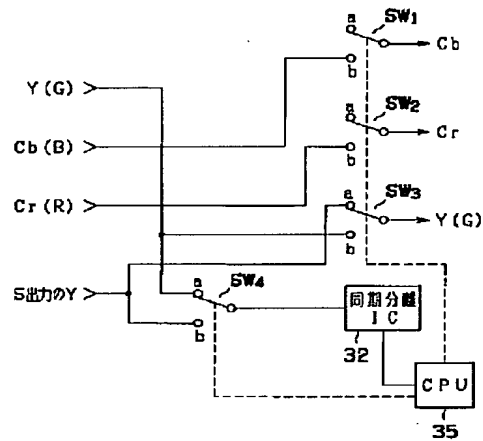 a
SW1
Cb
b
Y(G)
a
SW2
Cb(B)
Cr
b
Cr(R)
a
SW3
Y(G)
b
S出力のY
a
SW4
b
同期分離
IC
32
CPU
35